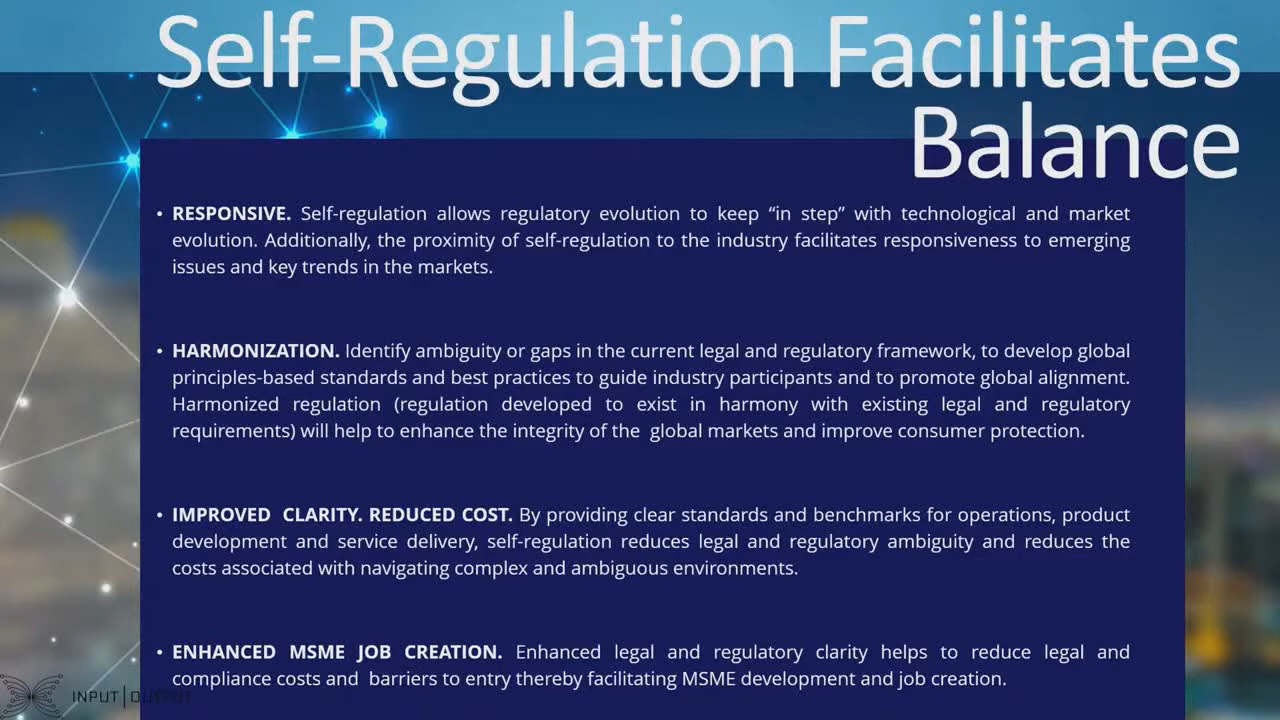 Self-Regulation Facilitates
Balance
• RESPONSIVE. Self-regulation allows regulatory evolution to keep “in step” with technological and market
evolution. Additionally, the proximity of self-regulation to the industry facilitates responsiveness to emerging
issues and key trends in the markets.
• HARMONIZATION. Identify ambiguity or gaps in the current legal and regulatory framework, to develop global
principles-based standards and best practices to guide industry participants and to promote global alignment.
Harmonized regulation (regulation developed to exist in harmony with existing legal and regulatory
requirements) will help to enhance the integrity of the global markets and improve consumer protection.
• IMPROVED CLARITY. REDUCED COST. By providing clear standards and benchmarks for operations, product
development and service delivery, self-regulation reduces legal and regulatory ambiguity and reduces the
costs associated with navigating complex and ambiguous environments.
• ENHANCED MSME JOB CREATION. Enhanced legal and regulatory clarity helps to reduce legal and
compliance costs and barriers to entry thereby facilitating MSME development and job creation.
INPUT|OUTPUT